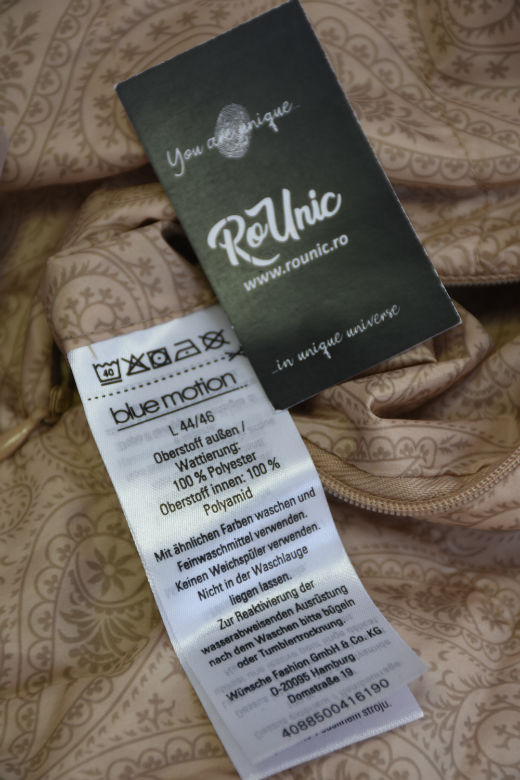 You are unique...
RoUnic
www.rounic.ro
...in unique universe
40
blue motion
L 44/46
Oberstoff außen /
Wattierung:
100 % Polyester
Oberstoff innen: 100 %
Polyamid
Mit ähnlichen Farben waschen und
Feinwaschmittel verwenden.
Keinen Weichspüler verwenden.
Nicht in der Waschlauge
liegen lassen.
Zur Reaktivierung der
wasserabweisenden Ausrüstung
nach dem Waschen bitte bügeln
oder Tumblertrocknung.
Wünsche Fashion GmbH & Co. KG
D-20095 Hamburg
Domstraße 19
4088500416190
stroju.